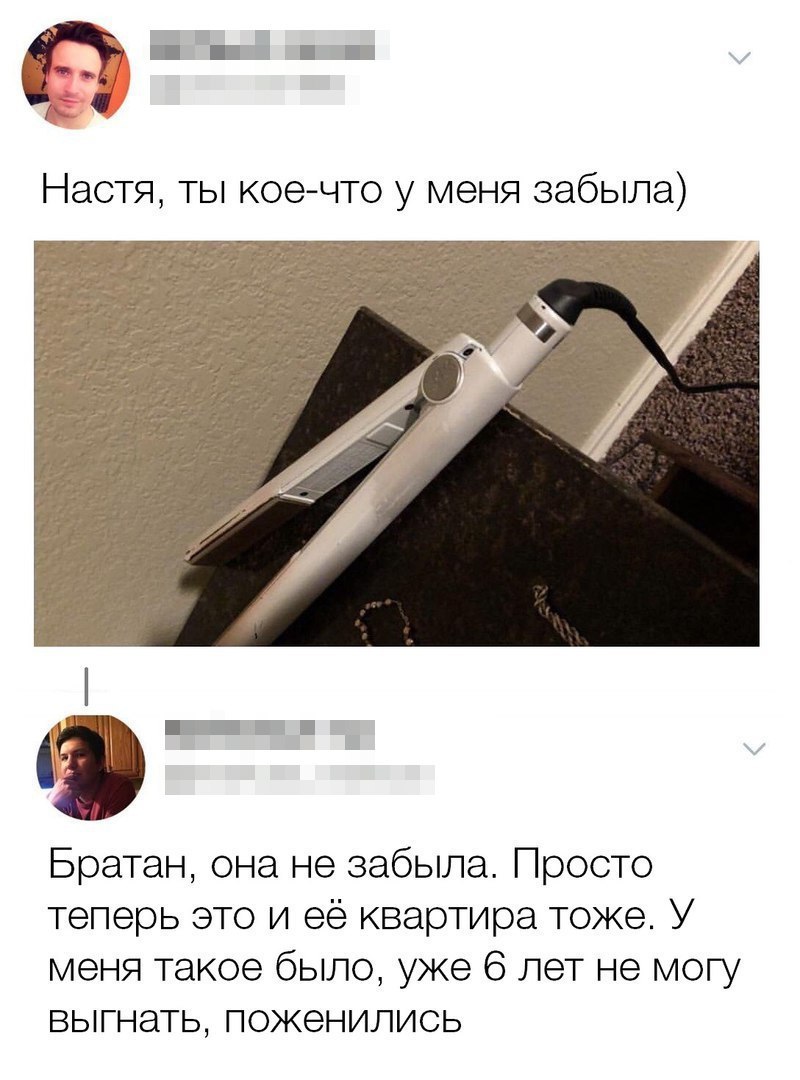 Настя, ты кое-что у меня забыла)
Братан, она не забыла. Просто
теперь это и её квартира тоже. У
меня такое было, уже 6 лет не могу
выгнать, поженились